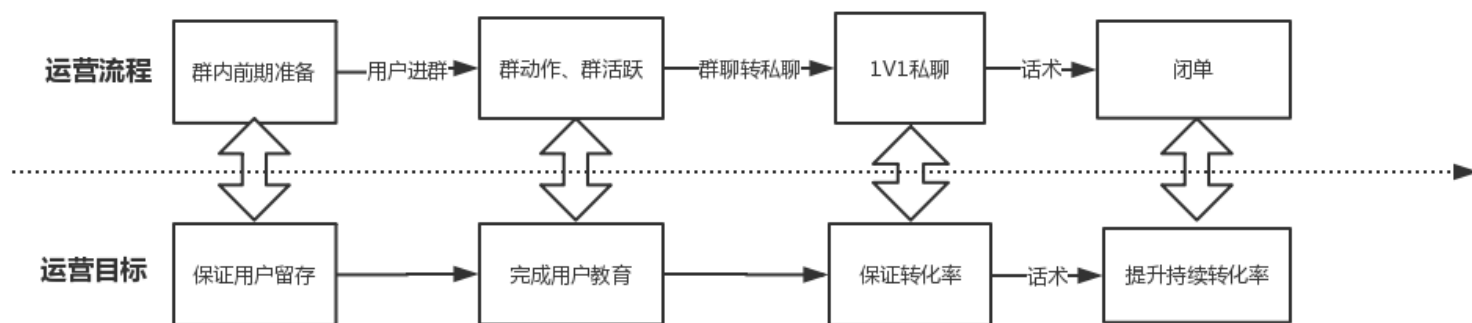 运营流程
群内前期准备
用户进群
群动作、群活跃
群聊转私聊
1V1私聊
话术
闭单
运营目标
保证用户留存
完成用户教育
保证转化率
话术
提升持续转化率